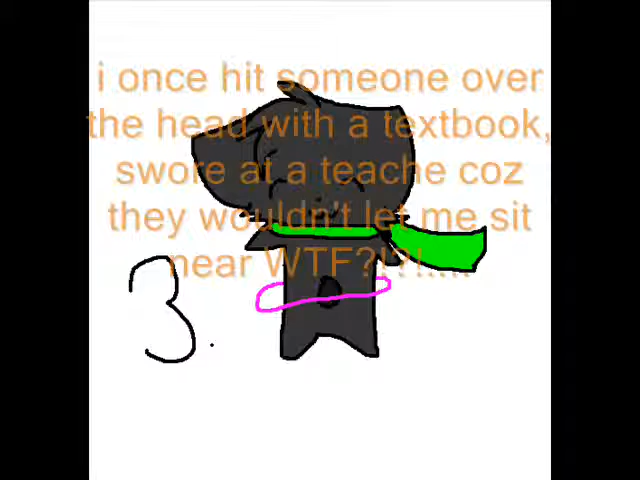 i once hit someone over
the head with a textbook,
swore at a teache coz
they wouldn't let me sit
near WTF?!?!....
3.